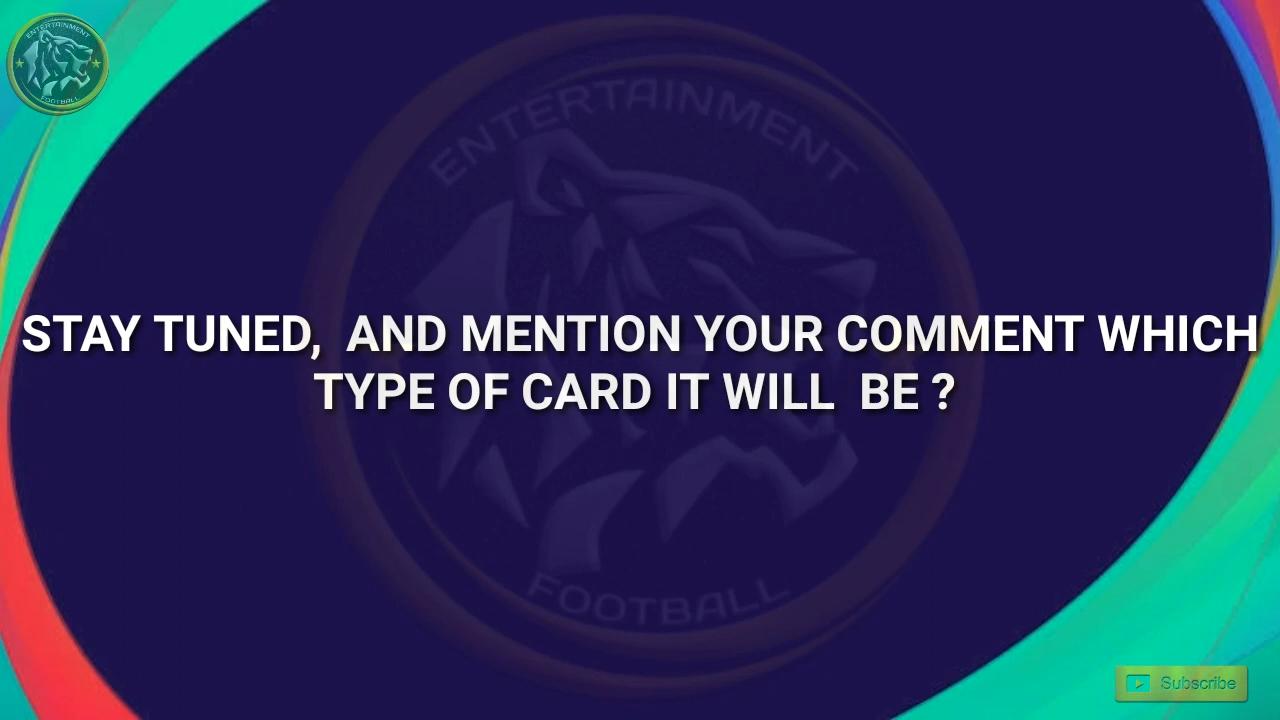 ENTERTAINMENT
FOOTBALL
ENTERTAINMENT
STAY TUNED,  AND MENTION YOUR COMMENT WHICH
TYPE OF CARD IT WILL  BE ?
FOOTBALL
Subscribe